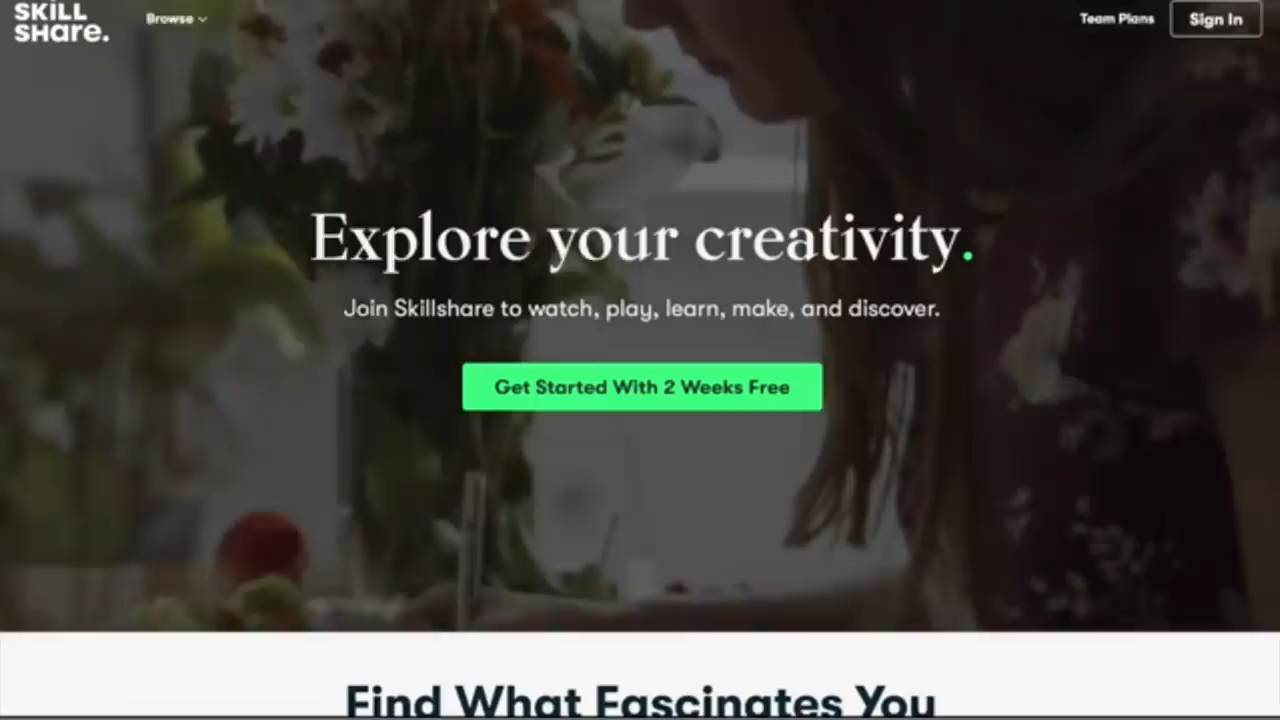 SKiLL
SHare.
Browse
Team Plans
Sign In
Explore your creativity.
Join Skillshare to watch, play, learn, make, and discover.
Get Started With 2 Weeks Free
Find What Fascinates You